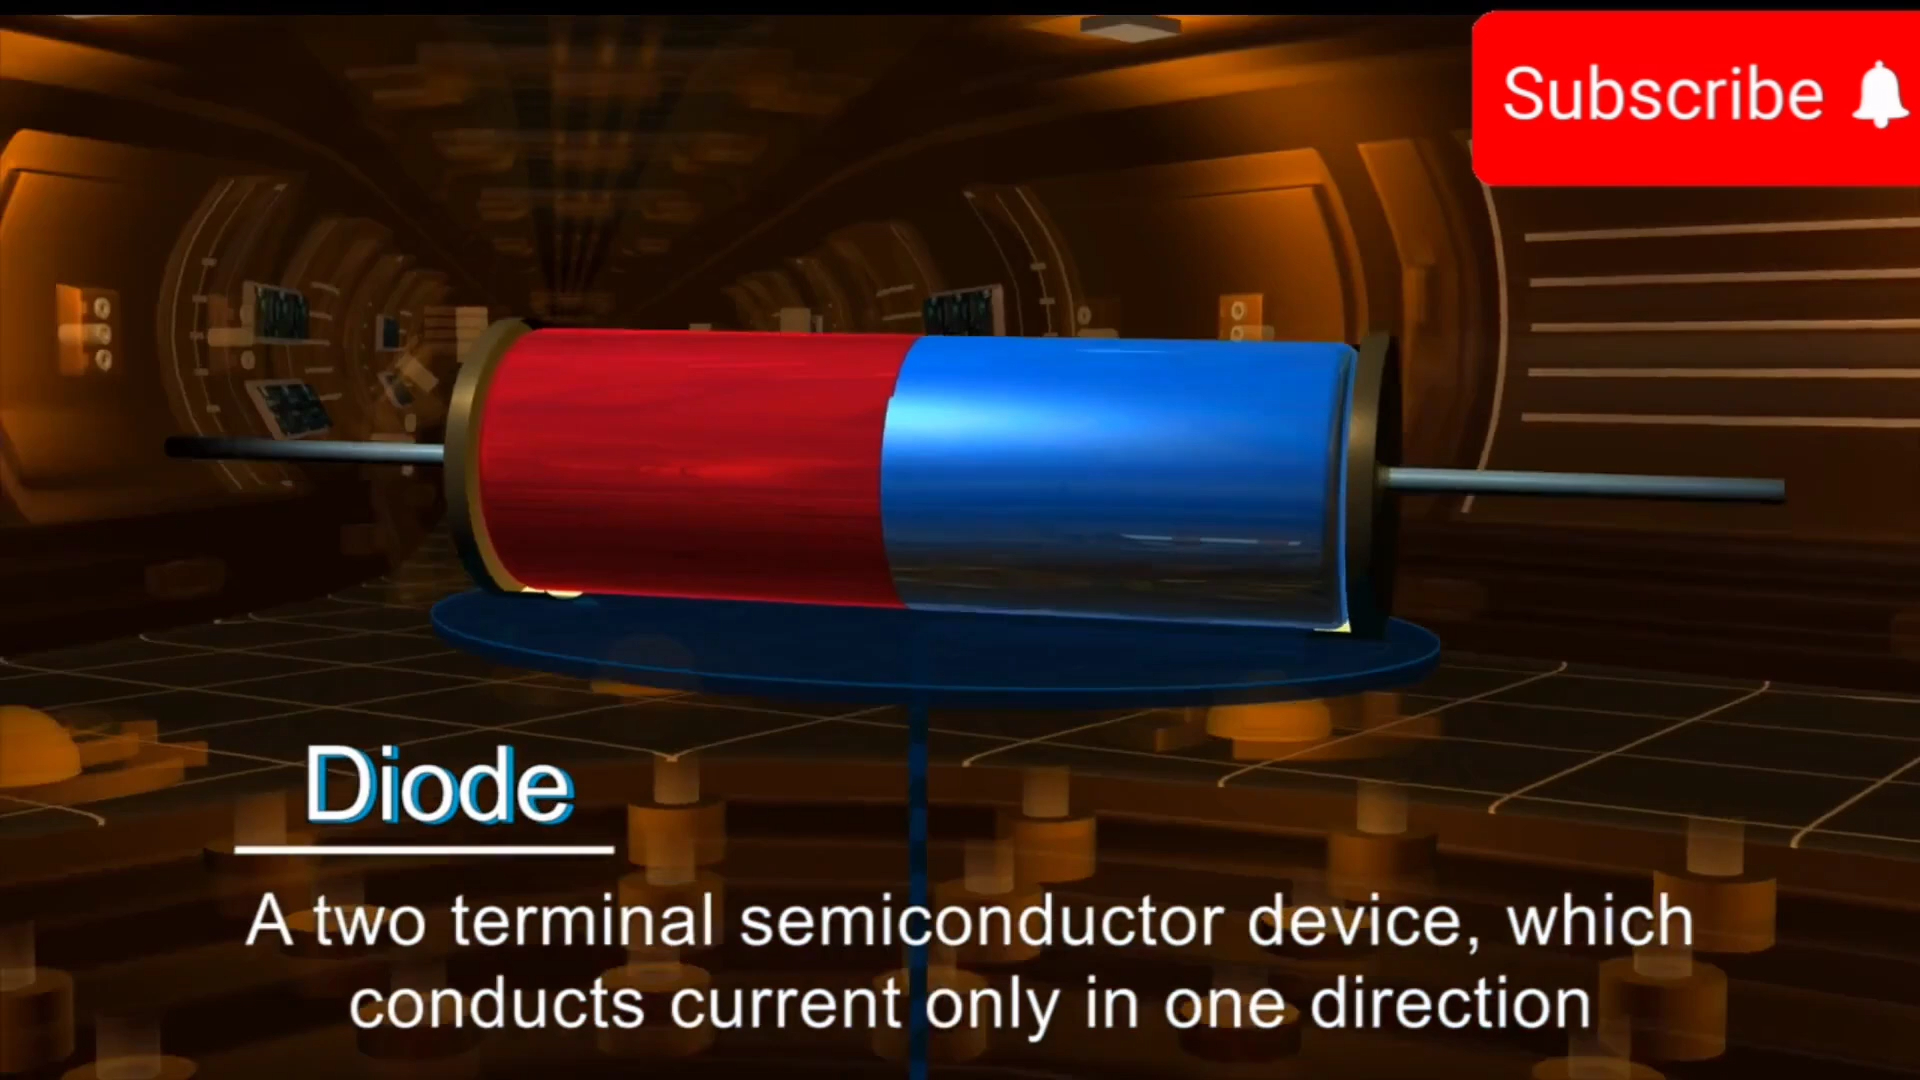 Subscribe
Diode
A two terminal semiconductor device, which
conducts current only in one direction